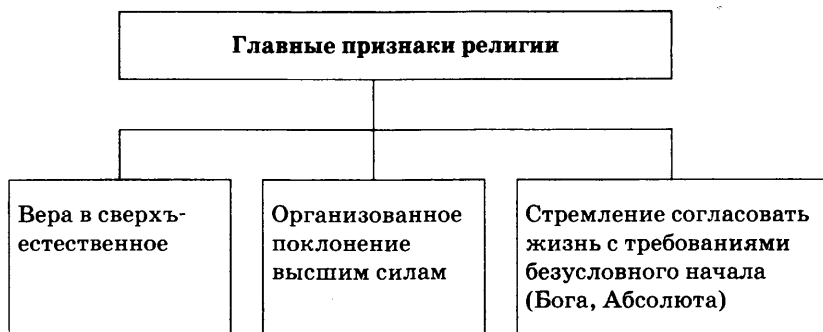 Главные признаки религии
Вера в сверхъ-
естественное
Организованное
поклонение
высшим силам
Стремление согласовать
жизнь с требованиями
безусловного начала
(Бога, Абсолюта)